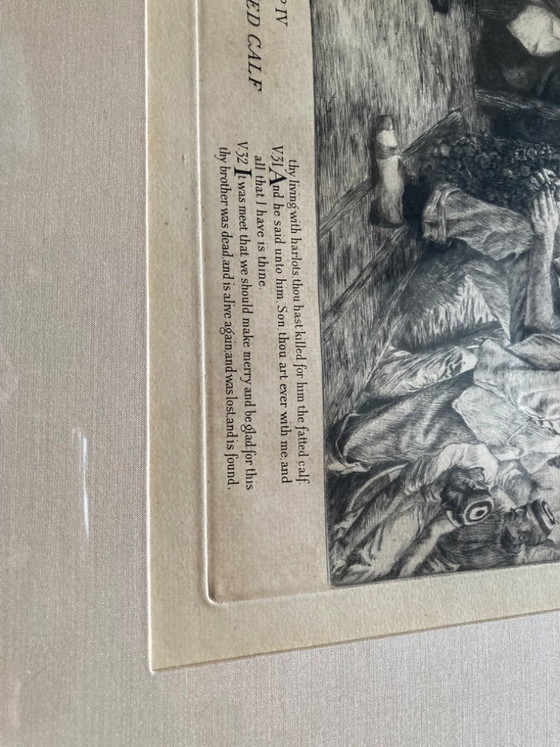 P IV
ED CALF
thy living with harlots, thou hast killed for him the fatted calf.
V.31 And he said unto him, Son, thou art ever with me, and
all that I have is thine.
V.32 It was meet that we should make merry and be glad for this
thy brother was dead, and is alive again, and was lost, and is found.